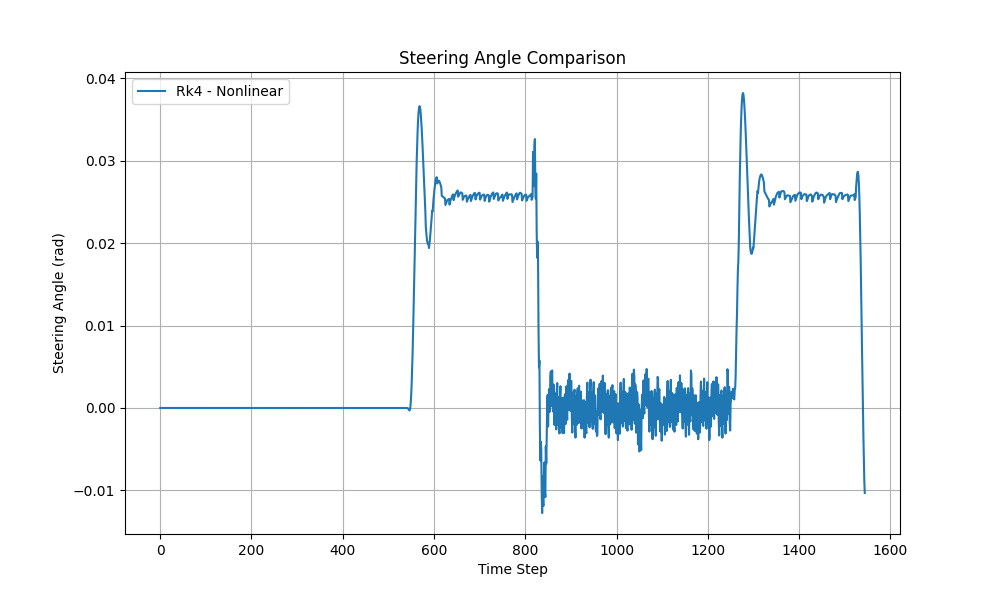 Steering Angle Comparison
Rk4 - Nonlinear
Steering Angle (rad)
0.04
0.03
0.02
0.01
0.00
−0.01
0 200 400 600 800 1000 1200 1400 1600
Time Step